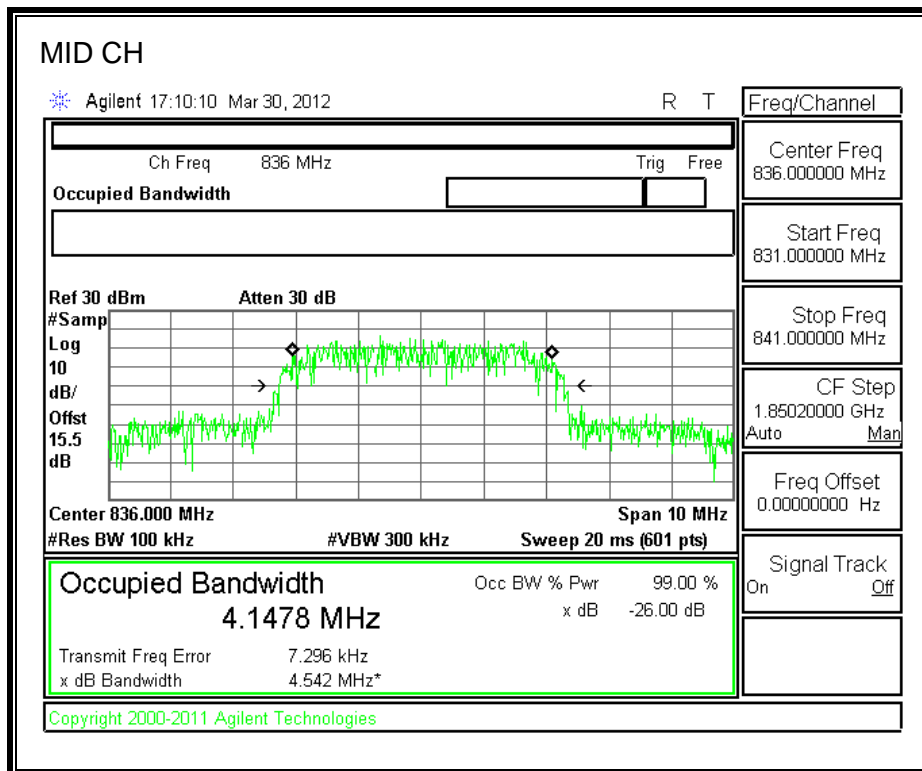 MID CH
Agilent 17:10:10 Mar 30, 2012 R T
Freq/Channel
Ch Freq 836 MHz Trig Free
Occupied Bandwidth
Center Freq
836.000000 MHz
Start Freq
831.000000 MHz
Stop Freq
841.000000 MHz
CF Step
1.85020000 GHz
Auto Man
Freq Offset
0.00000000 Hz
Signal Track
On Off
Ref 30 dBm Atten 30 dB
#Samp
Log
10
dB/
Offst
15.5
dB
Center 836.000 MHz Span 10 MHz
#Res BW 100 kHz #VBW 300 kHz Sweep 20 ms (601 pts)
Occupied Bandwidth Occ BW % Pwr 99.00 %
4.1478 MHz x dB -26.00 dB
Transmit Freq Error 7.296 kHz
x dB Bandwidth 4.542 MHz*
Copyright 2000-2011 Agilent Technologies